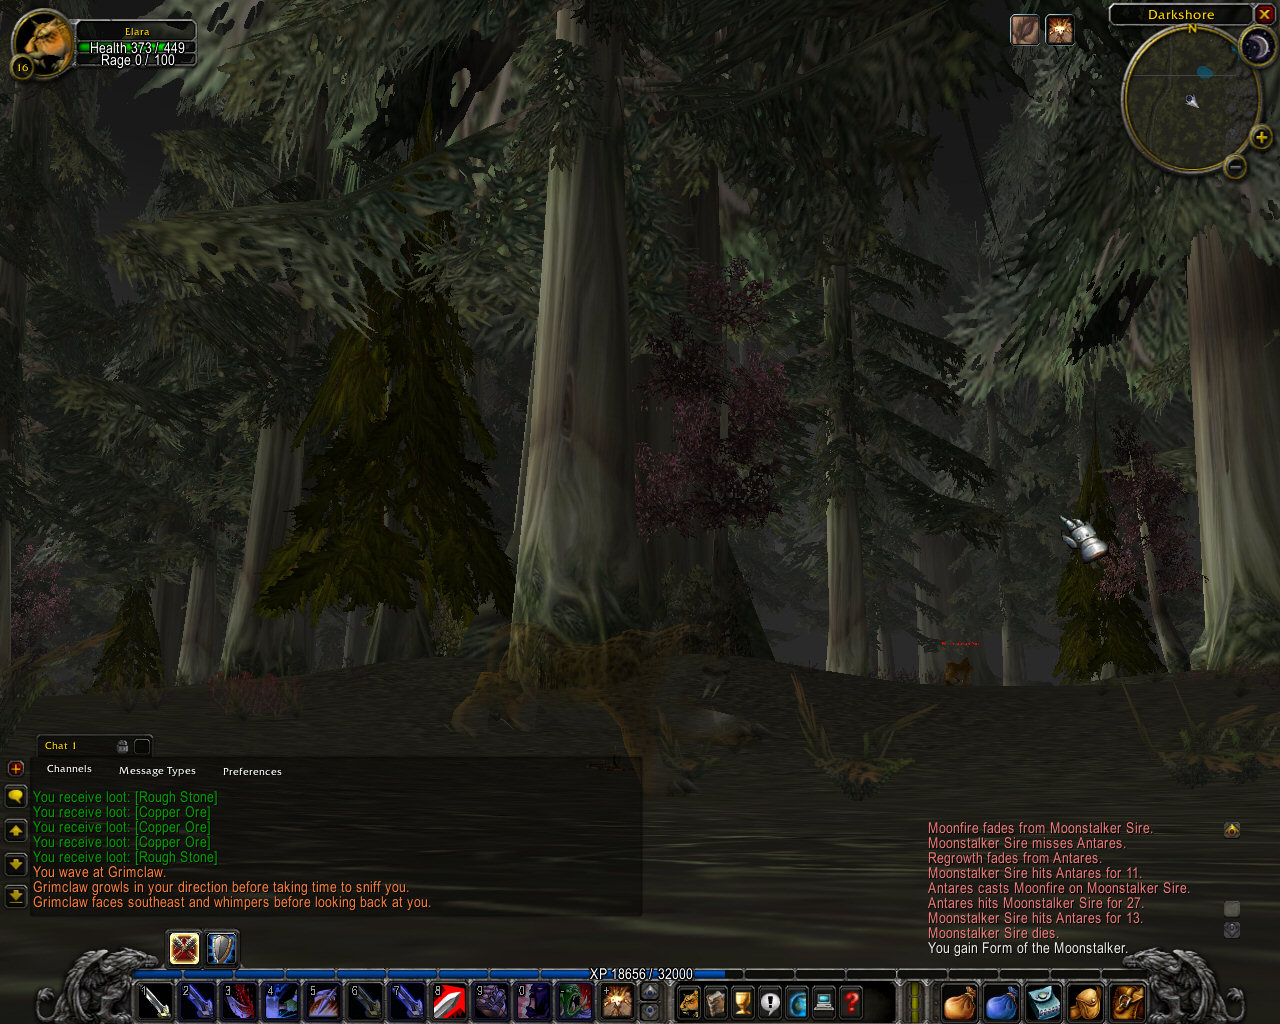 Elara
Health 373 / 449
Rage 0 / 100
16
Darkshore
N
Chat 1
Channels
Message Types
Preferences
You receive loot: [Rough Stone]
You receive loot: [Copper Ore]
You receive loot: [Copper Ore]
You receive loot: [Copper Ore]
You receive loot: [Rough Stone]
You wave at Grimclaw.
Grimclaw growls in your direction before taking time to sniff you.
Grimclaw faces southeast and whimpers before looking back at you.
Moonfire fades from Moonstalker Sire.
Moonstalker Sire misses Antares.
Regrowth fades from Antares.
Moonstalker Sire hits Antares for 11.
Antares casts Moonfire on Moonstalker Sire.
Antares hits Moonstalker Sire for 27.
Moonstalker Sire hits Antares for 13.
Moonstalker Sire dies.
You gain Form of the Moonstalker.
XP 18656 / 32000
1 2 3 4 5 6 7 8 9 0 - +